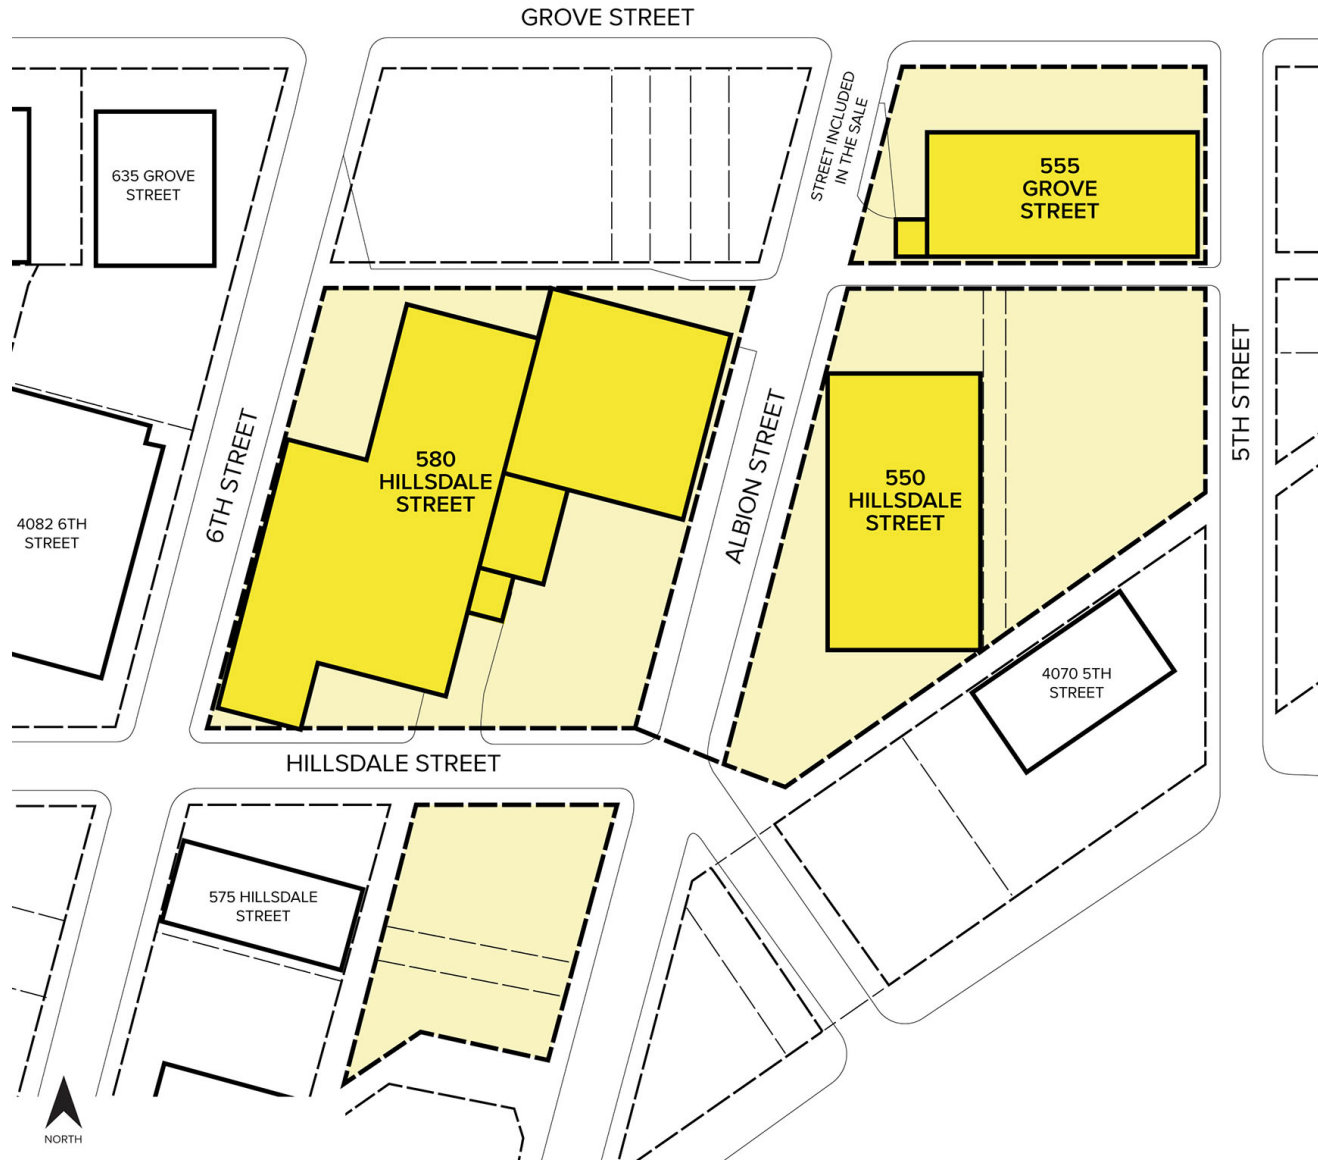 GROVE STREET
STREET INCLUDED
IN THE SALE
635 GROVE
STREET
555
GROVE
STREET
6TH STREET
580
HILLSDALE
STREET
ALBION STREET
550
HILLSDALE
STREET
5TH STREET
4082 6TH
STREET
4070 5TH
STREET
HILLSDALE STREET
575 HILLSDALE
STREET
NORTH